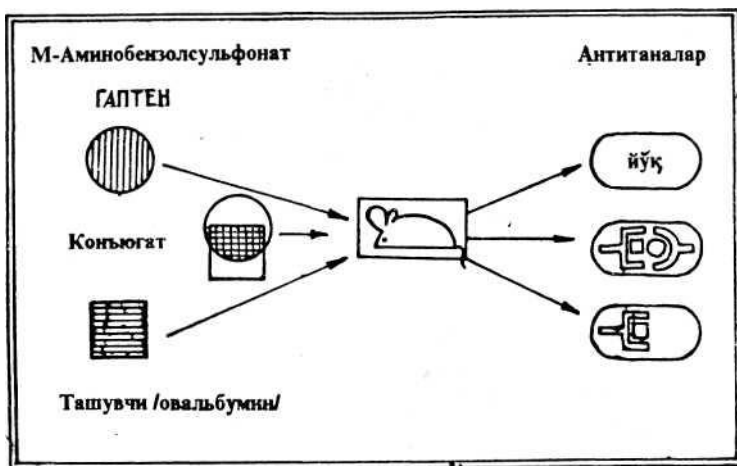 М-Аминобензолсульфонат
Антитаналар
ГАПТЕН
йўқ
Конъюгат
Ташувчи /овальбумин/